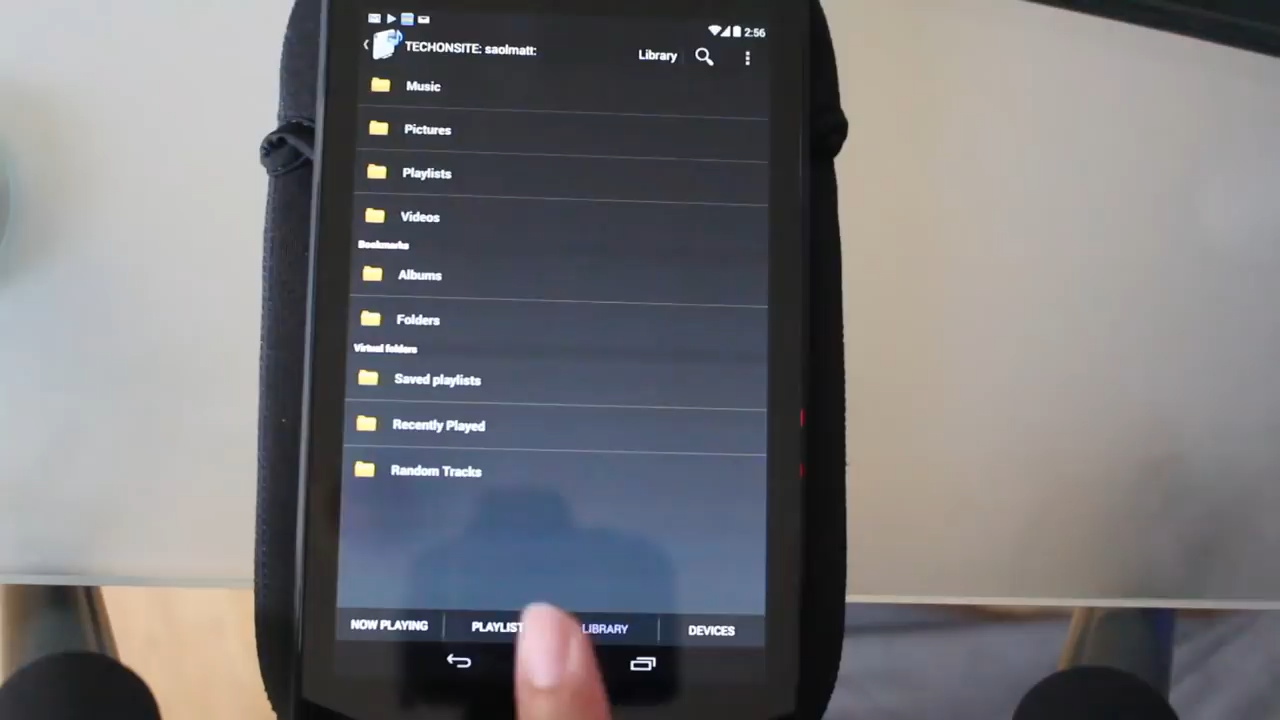 2:56
TECHONSITE: saolmatt:
Library
Music
Pictures
Playlists
Videos
Bookmarks
Albums
Folders
Virtual folders
Saved playlists
Recently Played
Random Tracks
NOW PLAYING PLAYLIST LIBRARY DEVICES